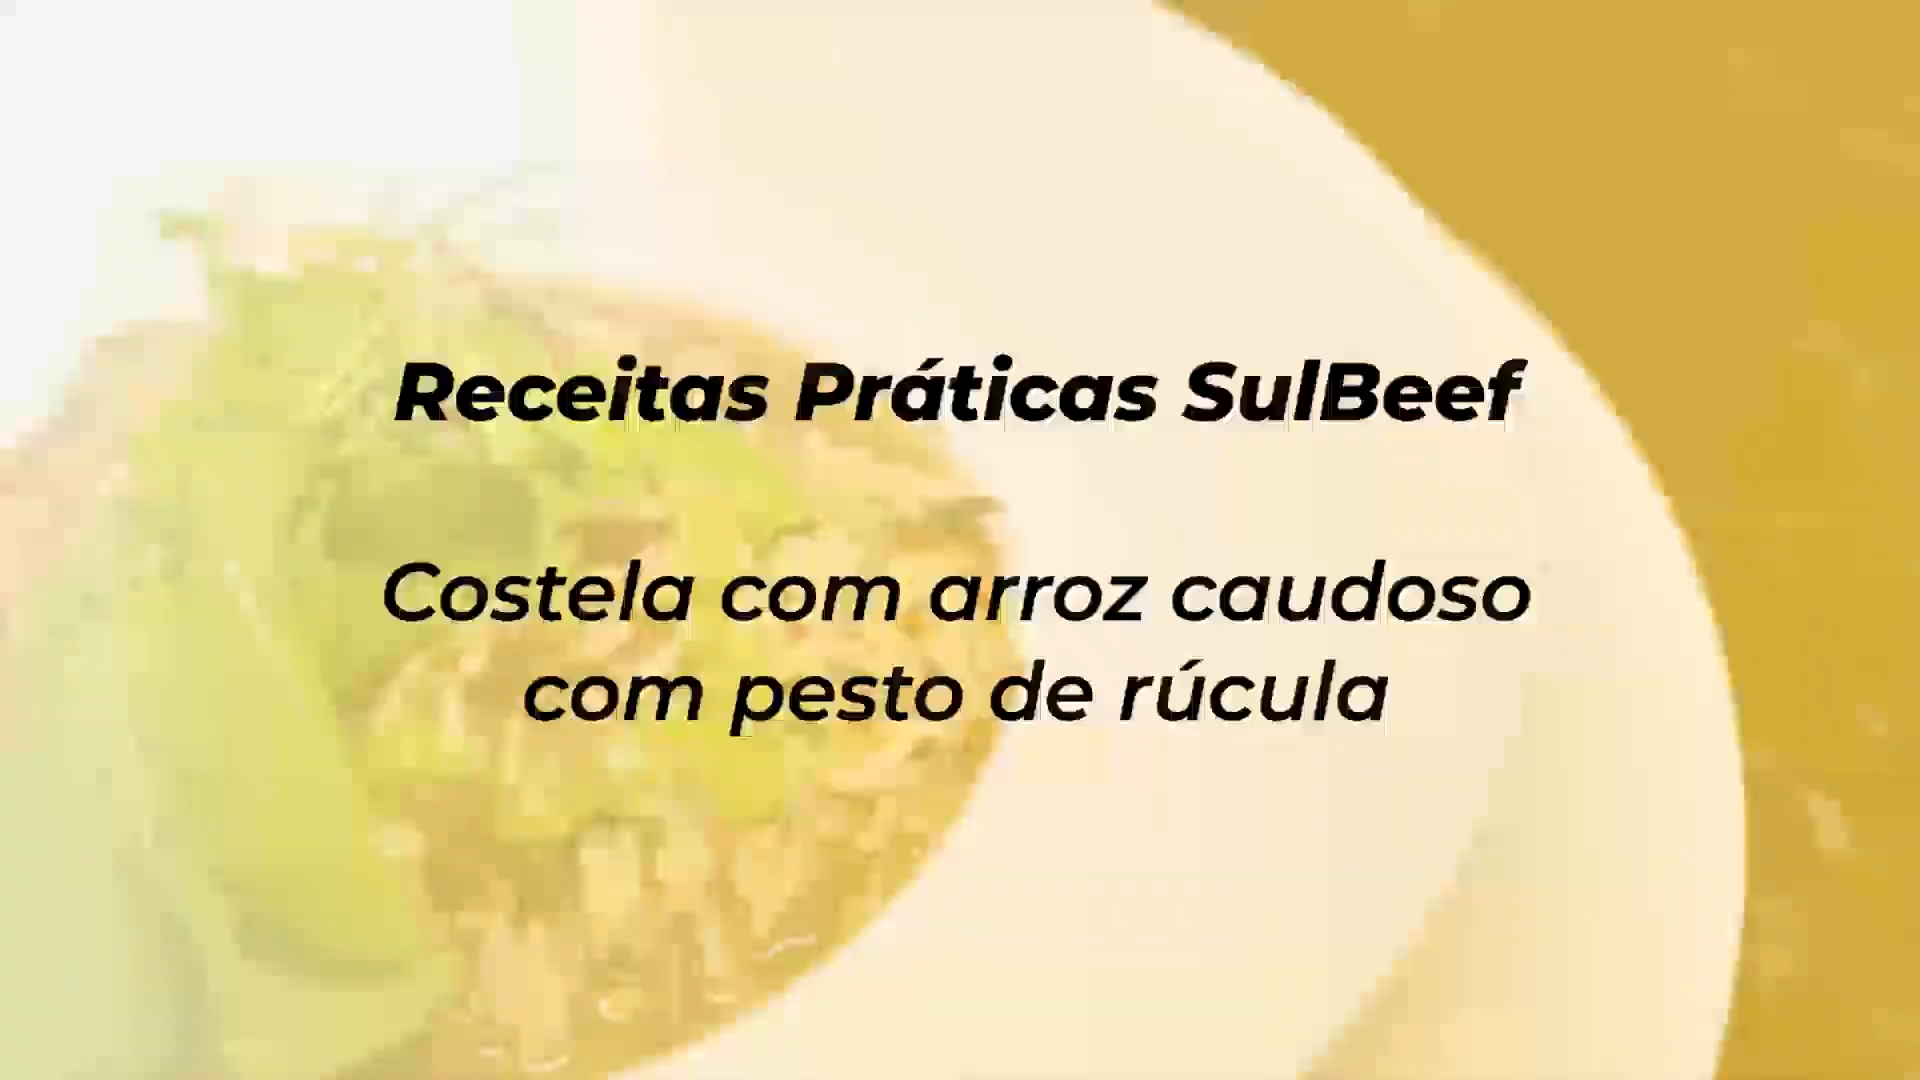 Receitas Práticas SulBeef
Costela com arroz caudoso
com pesto de rúcula